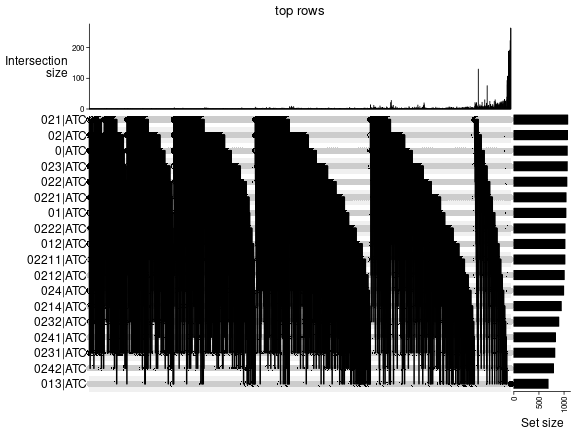 top rows
Intersection
size
200
100
0
021|ATC
02|ATC
0|ATC
023|ATC
022|ATC
0221|ATC
01|ATC
0222|ATC
012|ATC
02211|ATC
0212|ATC
024|ATC
0214|ATC
0232|ATC
0241|ATC
0231|ATC
0242|ATC
013|ATC
0
500
1000
Set size